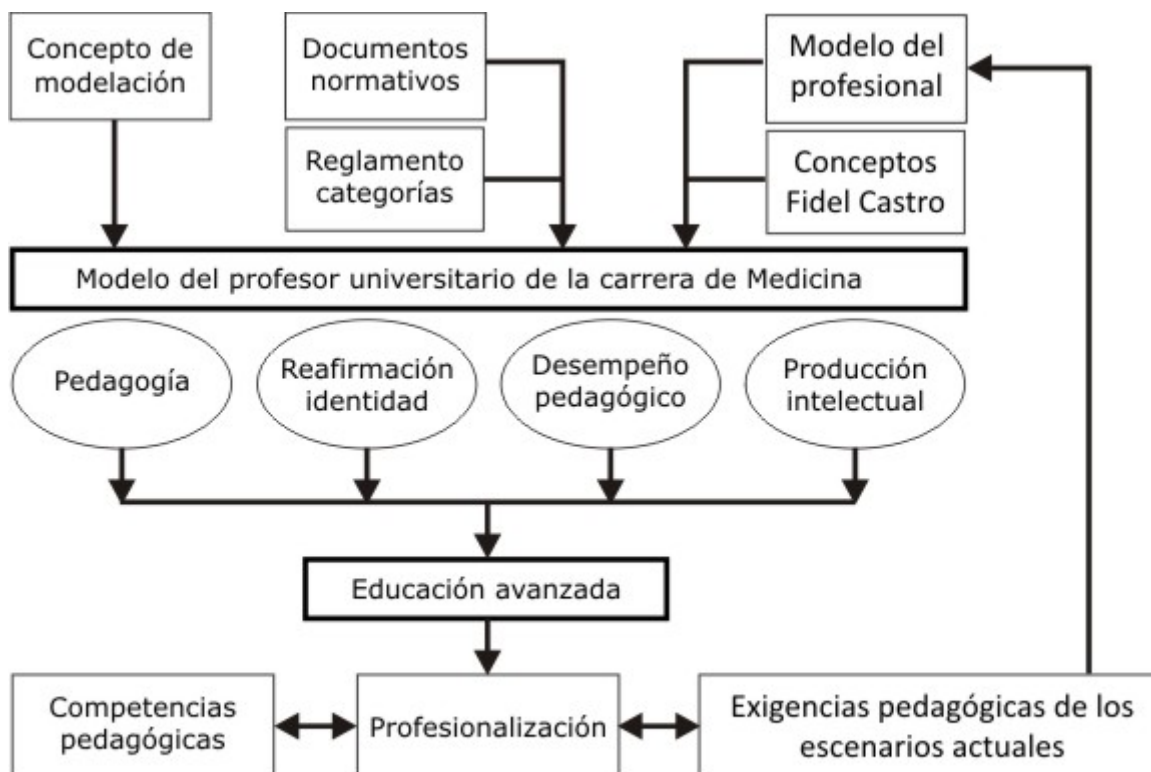 Concepto de
modelación
Documentos
normativos
Modelo del
profesional
Reglamento
categorías
Conceptos
Fidel Castro
Modelo del profesor universitario de la carrera de Medicina
Pedagogía
Reafirmación
identidad
Desempeño
pedagógico
Producción
intelectual
Educación avanzada
Competencias
pedagógicas
Profesionalización
Exigencias pedagógicas de los
escenarios actuales